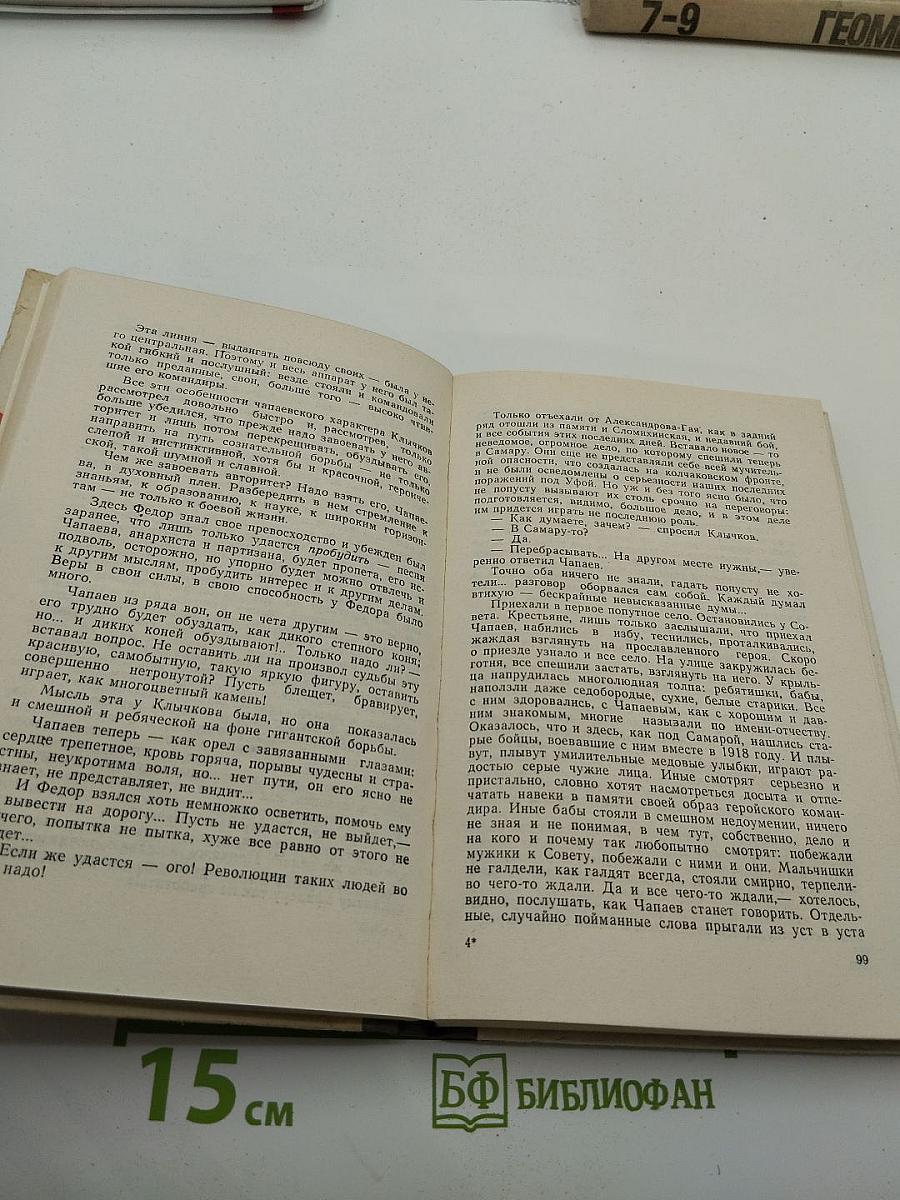 7-9
ГЕОМ
Эта линия — выдвигать повсюду своих — была у не-
го центральная. Поэтому и весь аппарат у него был та-
кой гибкий и послушный: везде стояли и командовали
только преданные, свои, больше того — высоко чтив-
шие его командиры.
Все эти особенности чапаевского характера Клычков
рассмотрел довольно быстро и, рассмотрев, только
больше убедился, что прежде надо завоевать у него ав-
торитет и лишь потом перекрещивать, обуздывать его,
направить на путь сознательной борьбы — не только
слепой и инстинктивной, хотя бы и красочной, героиче-
ской, такой шумной и славной.
Чем же завоевать авторитет? Надо взять его, Чапае-
ва, в духовный плен. Разбередить в нем стремление к
знаньям, к образованию, к науке, к широким горизон-
там — не только к боевой жизни.
Здесь Федор знал свое превосходство и убежден был
заранее, что лишь только удастся пробудить — песня
Чапаева, анархиста и партизана, будет пропета, его ис-
подволь, осторожно, но упорно будет можно отвлечь и
к другим мыслям, пробудить интерес и к другим делам.
Веры в свои силы, в свою способность у Федора было
много.
Чапаев из ряда вон, он не чета другим — это верно,
его трудно будет обуздать, как дикого степного коня;
но... и диких коней обуздывают!.. Только надо ли? —
вставал вопрос. Не оставить ли на произвол судьбы эту
красивую, самобытную, такую яркую фигуру, оставить
совершенно нетронутой? Пусть блещет, бравирует,
играет, как многоцветный камень!
Мысль эта у Клычкова была, но она показалась
и смешной и ребяческой на фоне гигантской борьбы.
Чапаев теперь — как орел с завязанными глазами:
сердце трепетное, кровь горяча, порывы чудесны и стра-
стны, неукротима воля, но... нет пути, он его ясно не
знает, не представляет, не видит...
И Федор взялся хоть немножко осветить, помочь ему
вывести на дорогу... Пусть не удастся, не выйдет,—
чего, попытка не пытка, хуже все равно от этого не
дет...
Если же удастся — ого! Революции таких людей во
надо!
Только отъехали от Александрова-Гая, как в задний
ряд отошли из памяти и Сломихинская, и недавний бой,
и все события этих последних дней. Вставало новое — то
неведомое, огромное дело, по которому спешили теперь
в Самару. Они еще не представляли себе всей мучитель-
ной опасности, что создалась на колчаковском фронте,
и не были осведомлены о серьезности наших последних
поражений под Уфой. Но уж и без того ясно было, что
не попусту вызывают их столь срочно на переговоры:
подготовляется, видимо, большое дело, и в этом деле
им придется играть не последнюю роль.
— Как думаете, зачем? — спросил Клычков.
— В Самару-то?
— Да.
— Перебрасывать... На другом месте нужны,— уве-
ренно ответил Чапаев.
Точно оба ничего не знали, гадать попусту не хо-
тели... разговор оборвался сам собой. Каждый думал
втихую — бескрайные невысказанные думы...
Приехали в первое попутное село. Остановились у Со-
вета. Крестьяне, лишь только заслышали, что приехал
Чапаев, набились в избу, теснились, проталкивались,
жаждая взглянуть на прославленного героя. Скоро
о приезде узнало и все село. На улице закружилась бе-
готня, все спешили застать, взглянуть на него. У крыль-
ца напрудилась многолюдная толпа: ребятишки, бабы,
наползли даже седобородые, сухие, белые старики. Все
с ним здоровались, с Чапаевым, как с хорошим и дав-
ним знакомым, многие называли по имени-отчеству.
Оказалось, что и здесь, как под Самарой, нашлись ста-
рые бойцы, воевавшие с ним вместе в 1918 году. И плы-
вут, плывут умилительные медовые улыбки, играют ра-
достью серые чужие лица. Иные смотрят серьезно и
пристально, словно хотят насмотреться досыта и отпе-
чатать навеки в памяти своей образ геройского коман-
дира. Иные бабы стояли в смешном недоумении, ничего
не зная и не понимая, в чем тут, собственно, дело и
на кого и почему так любопытно смотрят: побежали
мужики к Совету, побежали с ними и они. Мальчишки
не галдели, как галдят всегда, стояли смирно, терпели-
во чего-то ждали. Да и все чего-то ждали,— хотелось,
видно, послушать, как Чапаев станет говорить. Отдель-
ные, случайно пойманные слова прыгали из уст в уста
4*
99
15 см
БФ БИБЛИОФАН